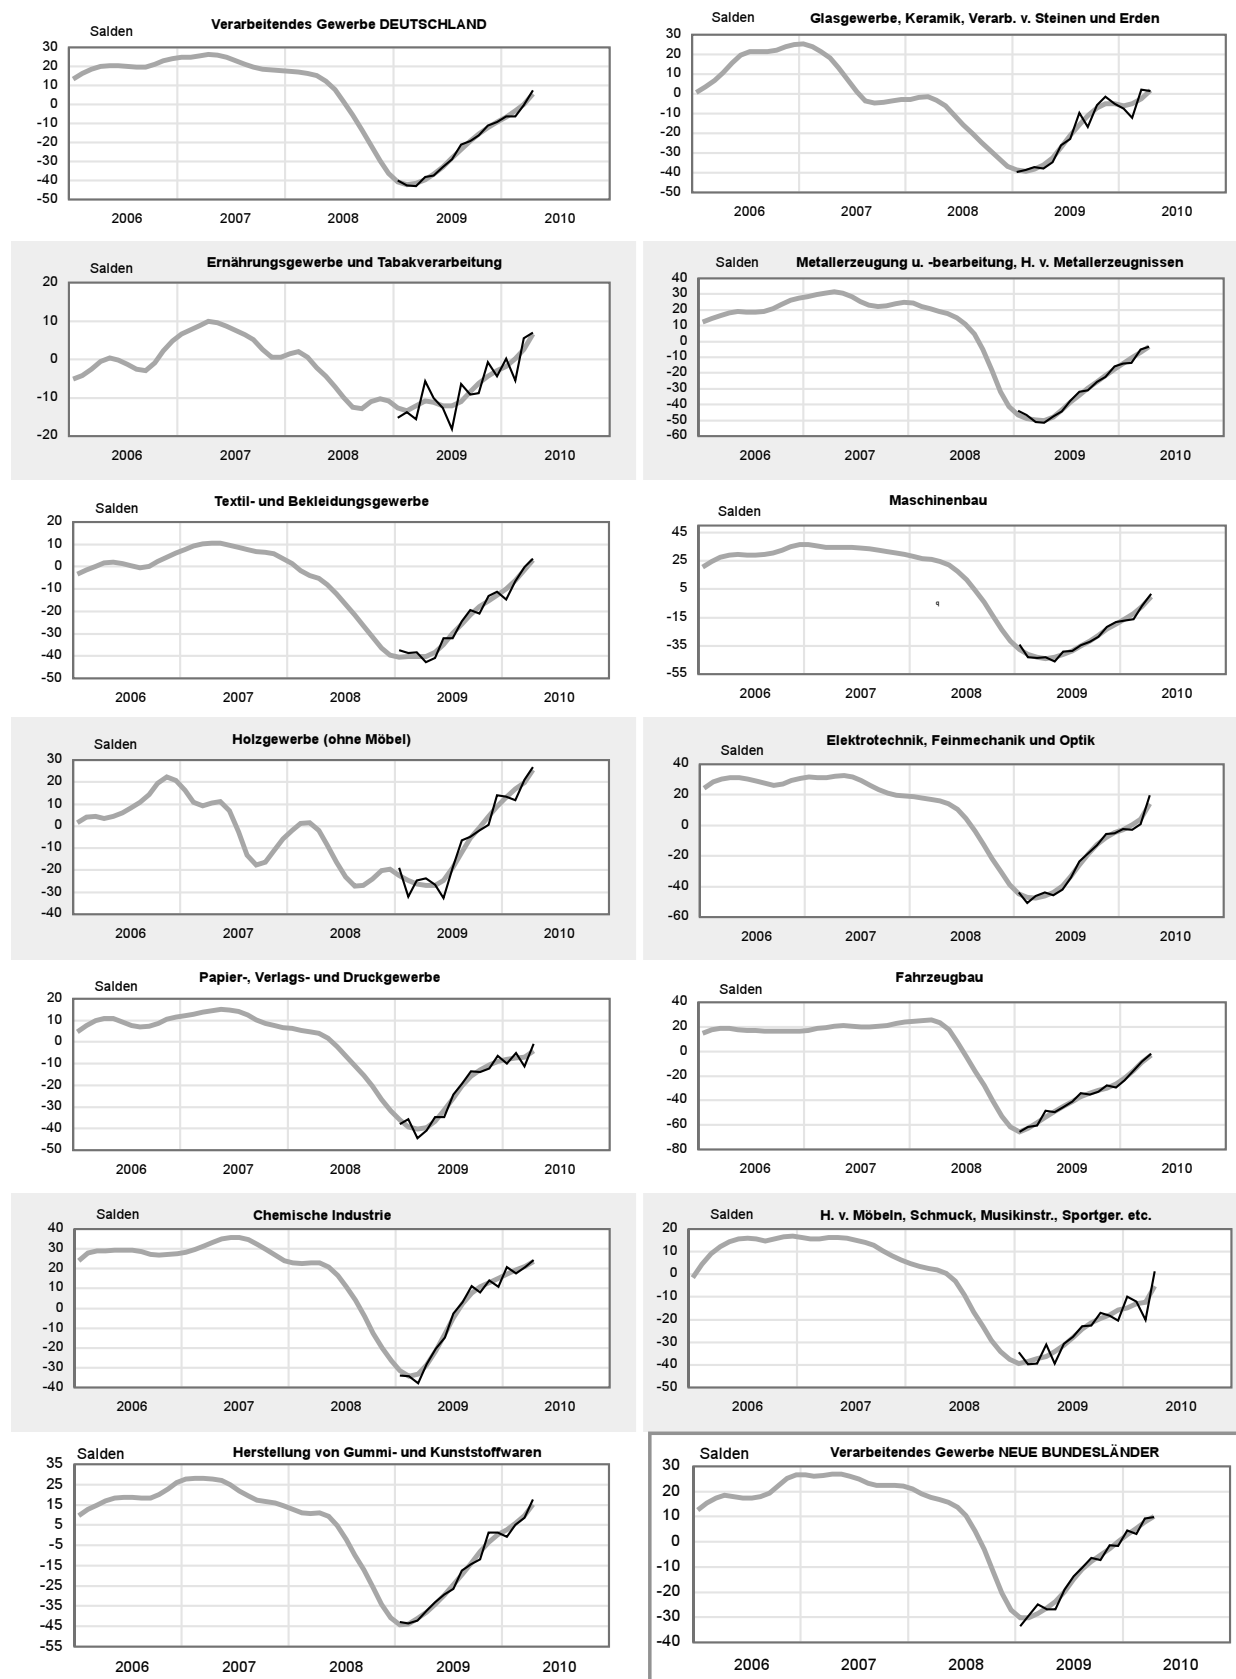 Verarbeitendes Gewerbe DEUTSCHLAND
Salden
30
20
10
0
-10
-20
-30
-40
-50
2006 2007 2008 2009 2010
Glasgewerbe, Keramik, Verarb. v. Steinen und Erden
Salden
30
20
10
0
-10
-20
-30
-40
-50
2006 2007 2008 2009 2010
Ernährungsgewerbe und Tabakverarbeitung
Salden
20
10
0
-10
-20
2006 2007 2008 2009 2010
Metallerzeugung u. -bearbeitung, H. v. Metallerzeugnissen
Salden
40
30
20
10
0
-10
-20
-30
-40
-50
-60
2006 2007 2008 2009 2010
Textil- und Bekleidungsgewerbe
Salden
20
10
0
-10
-20
-30
-40
-50
2006 2007 2008 2009 2010
Maschinenbau
Salden
45
25
5
-15
-35
-55
2006 2007 2008 2009 2010
Holzgewerbe (ohne Möbel)
Salden
30
20
10
0
-10
-20
-30
-40
2006 2007 2008 2009 2010
Elektrotechnik, Feinmechanik und Optik
Salden
40
20
0
-20
-40
-60
2006 2007 2008 2009 2010
Papier-, Verlags- und Druckgewerbe
Salden
20
10
0
-10
-20
-30
-40
-50
2006 2007 2008 2009 2010
Fahrzeugbau
Salden
40
20
0
-20
-40
-60
-80
2006 2007 2008 2009 2010
Chemische Industrie
Salden
40
30
20
10
0
-10
-20
-30
-40
2006 2007 2008 2009 2010
H. v. Möbeln, Schmuck, Musikinstr., Sportger. etc.
Salden
20
10
0
-10
-20
-30
-40
-50
2006 2007 2008 2009 2010
Herstellung von Gummi- und Kunststoffwaren
Salden
35
25
15
5
-5
-15
-25
-35
-45
-55
2006 2007 2008 2009 2010
Verarbeitendes Gewerbe NEUE BUNDESLÄNDER
Salden
30
20
10
0
-10
-20
-30
-40
2006 2007 2008 2009 2010